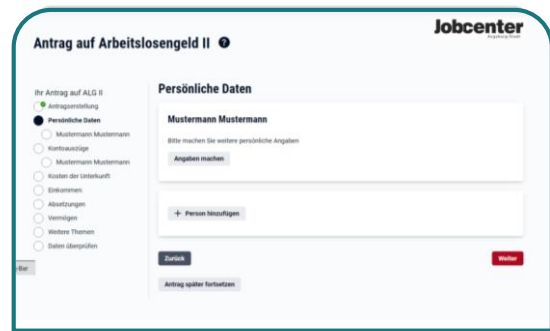 Jobcenter
Augsburg Stadt
Antrag auf Arbeitslosengeld II ?
Ihr Antrag auf ALG II
Antragserstellung
Persönliche Daten
Mustermann Mustermann
Kontoauszüge
Mustermann Mustermann
Kosten der Unterkunft
Einkommen
Absetzungen
Vermögen
Weitere Themen
Daten überprüfen
Persönliche Daten
Mustermann Mustermann
Bitte machen Sie weitere persönliche Angaben
Angaben machen
+ Person hinzufügen
Zurück
Weiter
Antrag später fortsetzen